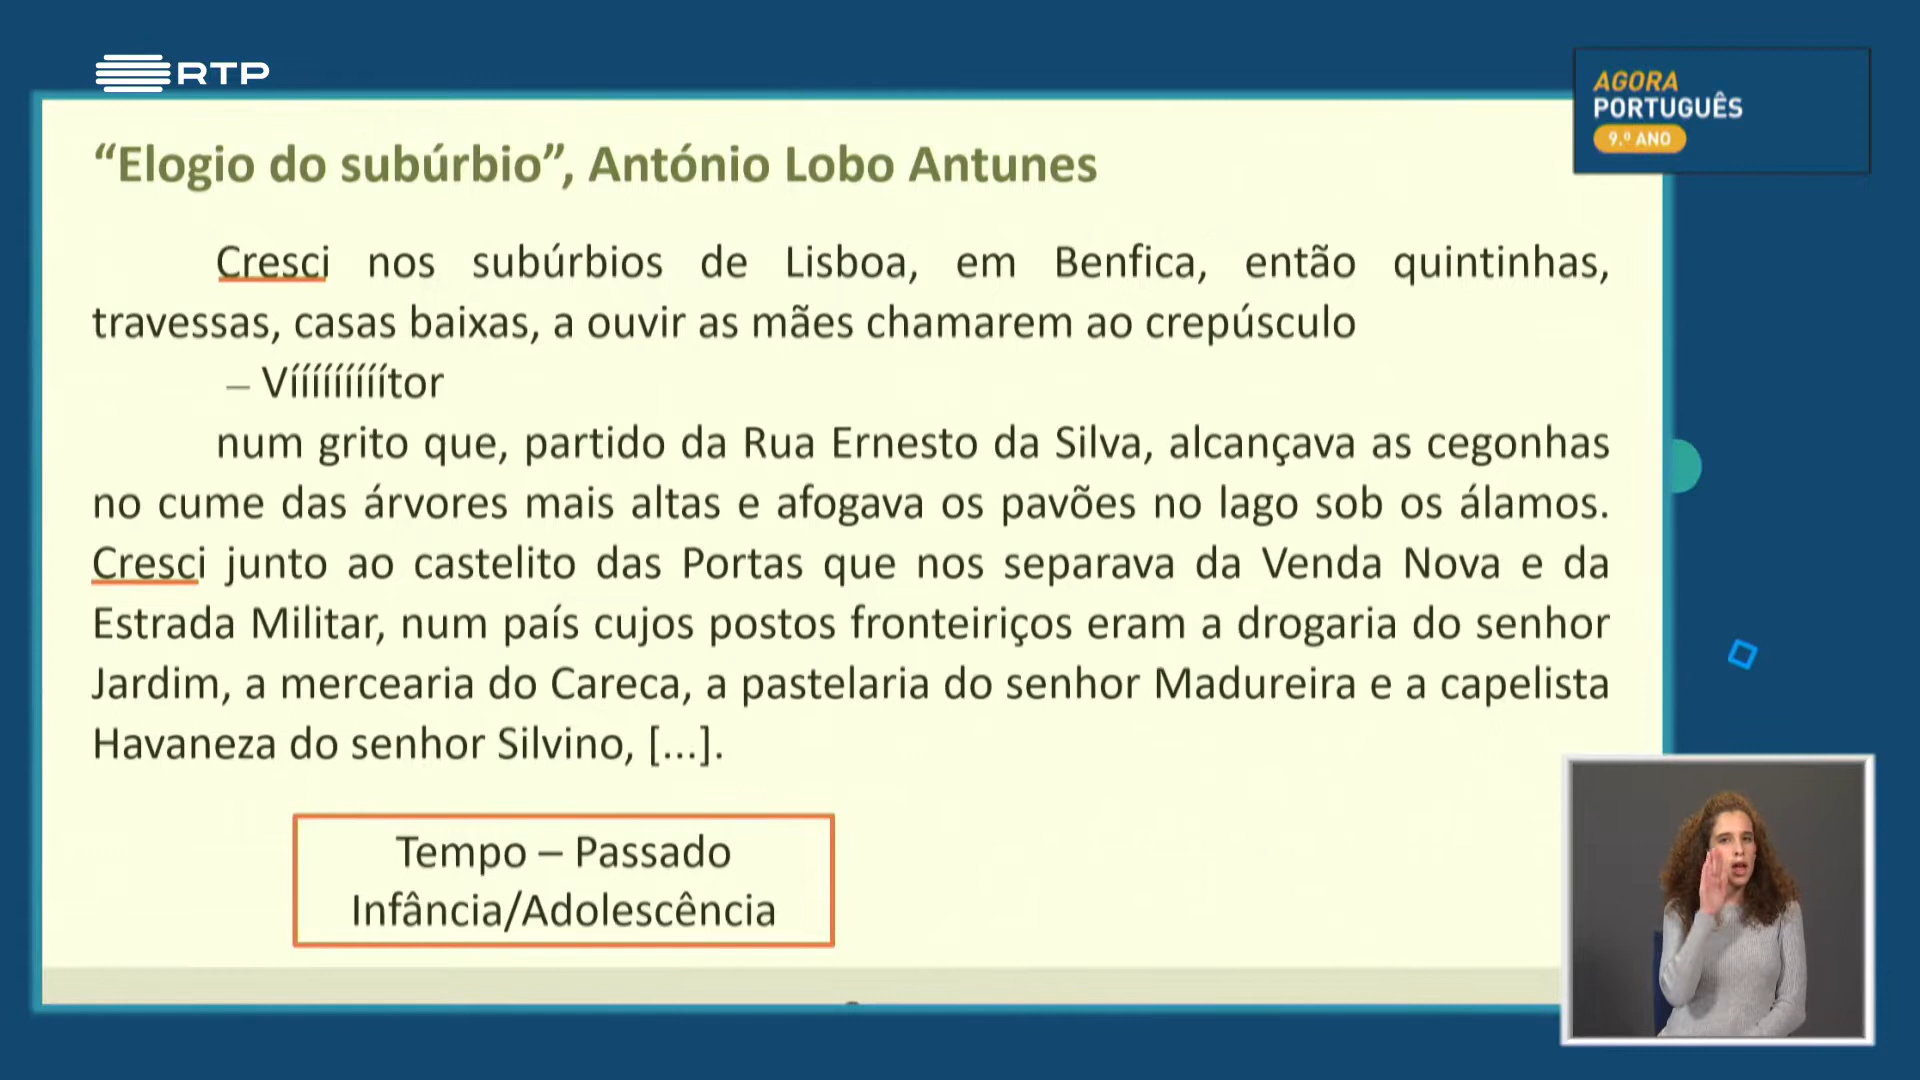 RTP
AGORA
PORTUGUÊS
9.º ANO
“Elogio do subúrbio”, António Lobo Antunes
Cresci nos subúrbios de Lisboa, em Benfica, então quintinhas,
travessas, casas baixas, a ouvir as mães chamarem ao crepúsculo
– Vííííííííítor
num grito que, partido da Rua Ernesto da Silva, alcançava as cegonhas
no cume das árvores mais altas e afogava os pavões no lago sob os álamos.
Cresci junto ao castelito das Portas que nos separava da Venda Nova e da
Estrada Militar, num país cujos postos fronteiriços eram a drogaria do senhor
Jardim, a mercearia do Careca, a pastelaria do senhor Madureira e a capelista
Havaneza do senhor Silvino, [...].
Tempo – Passado
Infância/Adolescência